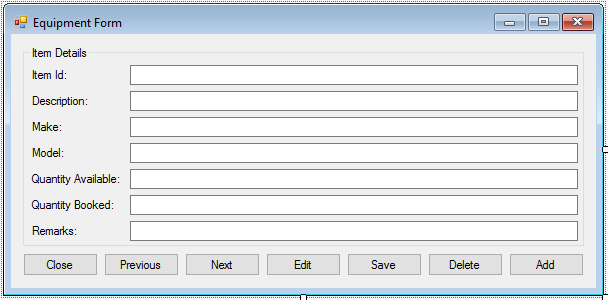 Equipment Form
Item Details
Item Id:
Description:
Make:
Model:
Quantity Available:
Quantity Booked:
Remarks:
Close Previous Next Edit Save Delete Add